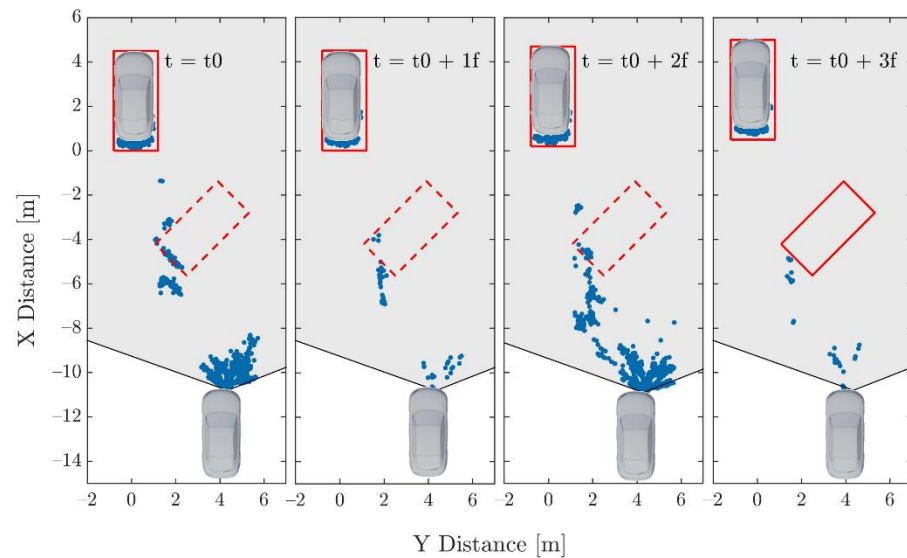 6
4
2
0
−2
−4
−6
−8
−10
−12
−14
X Distance [m]
t = t0
t = t0 + 1f
t = t0 + 2f
t = t0 + 3f
−2 0 2 4 6
−2 0 2 4 6
−2 0 2 4 6
−2 0 2 4 6
Y Distance [m]